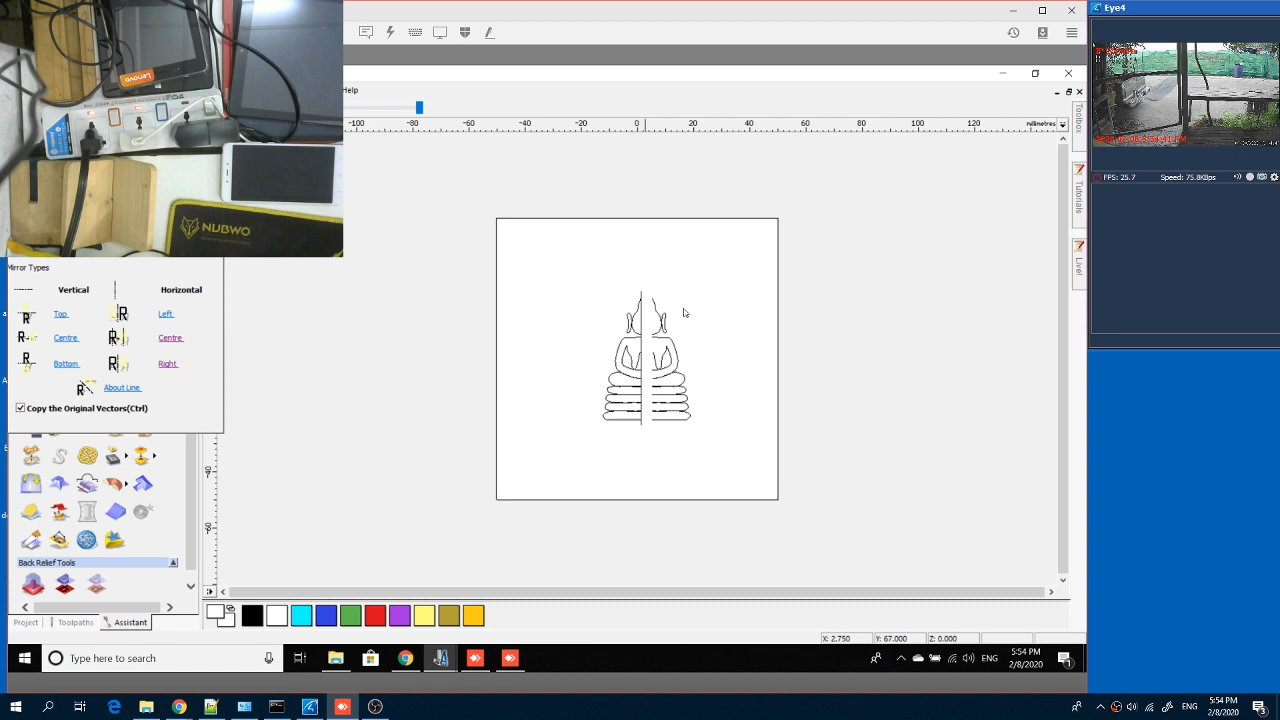 Eye4
Lenovo
NUBWO
Help
-100
-80
-60
-40
-20
0
20
40
60
80
100
120
millimetres
Toolbox
Tutorials
Live!
FPS: 25.7 Speed: 75.8KBps
Mirror Types
Vertical Horizontal
Top Left
Centre Centre
Bottom Right
About Line
Copy the Original Vectors(Ctrl)
Back Relief Tools
Project Toolpaths Assistant
X: 2.750 Y: 67.000 Z: 0.000
Type here to search
ENG
5:54 PM
2/8/2020
1
ENG
5:54 PM
2/8/2020